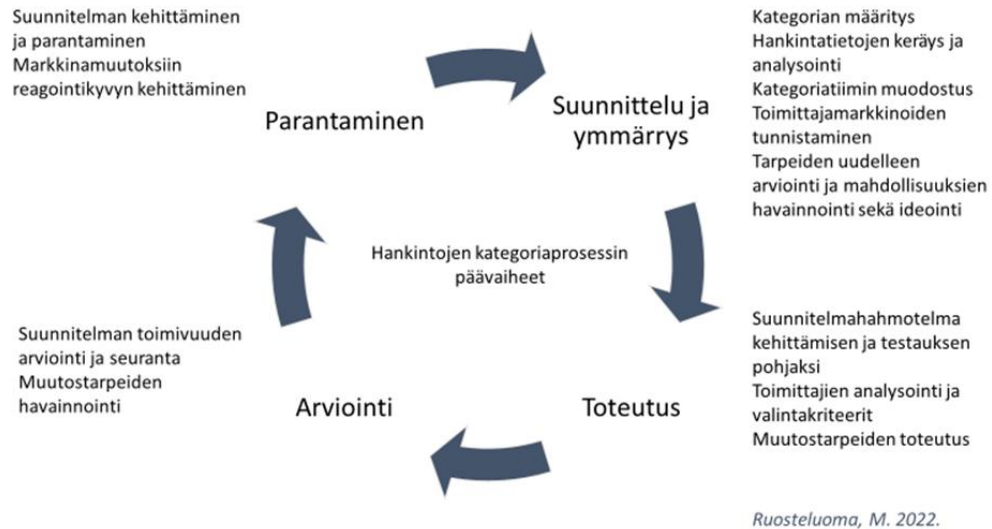 Suunnitelman kehittäminen
ja parantaminen
Markkinamuutoksiin
reagointikyvyn kehittäminen
Parantaminen
Suunnittelu ja
ymmärrys
Kategorian määritys
Hankintatietojen keräys ja
analysointi
Kategoriatiimin muodostus
Toimittajamarkkinoiden
tunnistaminen
Tarpeiden uudelleen
arviointi ja mahdollisuuksien
havainnointi sekä ideointi
Hankintojen kategoriaprosessin
päävaiheet
Suunnitelman toimivuuden
arviointi ja seuranta
Muutostarpeiden
havainnointi
Arviointi
Toteutus
Suunnitelmahahmotelma
kehittämisen ja testauksen
pohjaksi
Toimittajien analysointi ja
valintakriteerit
Muutostarpeiden toteutus
Ruosteluoma, M. 2022.